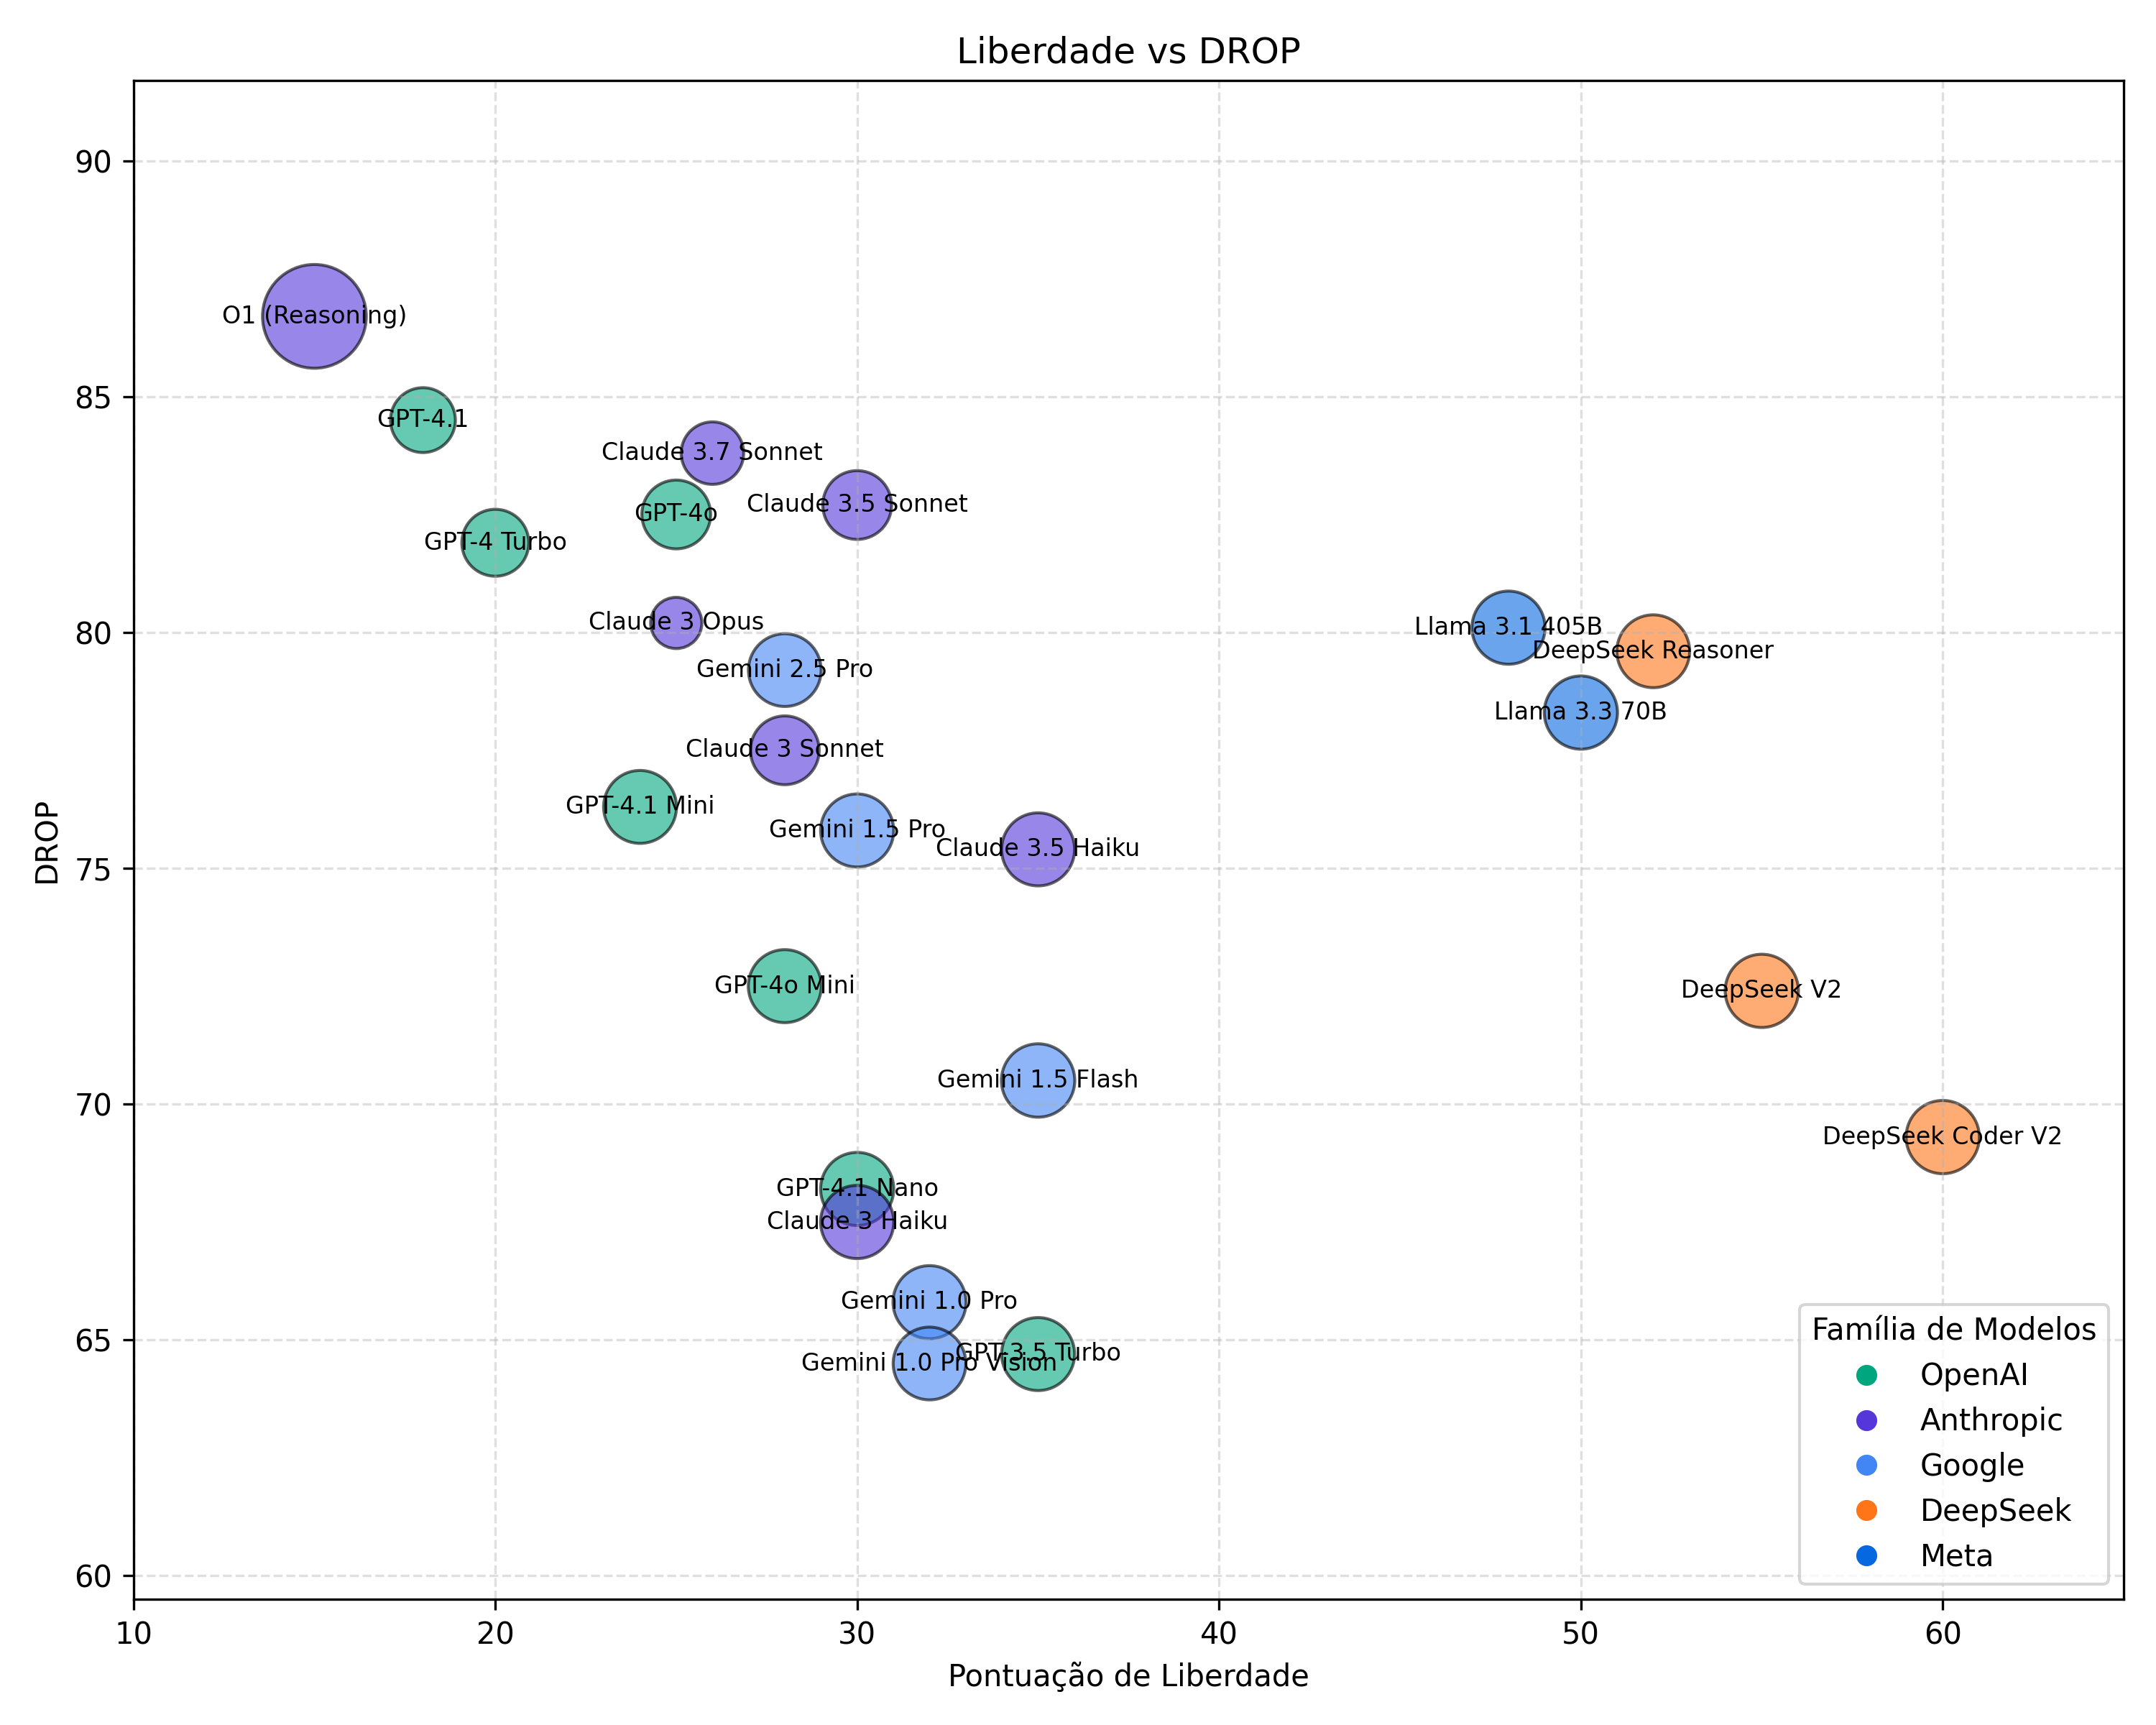 Liberdade vs DROP
90
85
80
75
70
65
60
DROP
O1 (Reasoning)
GPT-4.1
Claude 3.7 Sonnet
Claude 3.5 Sonnet
GPT-4o
GPT-4 Turbo
Claude 3 Opus
Llama 3.1 405B
DeepSeek Reasoner
Gemini 2.5 Pro
Llama 3.3 70B
Claude 3 Sonnet
GPT-4.1 Mini
Gemini 1.5 Pro
Claude 3.5 Haiku
GPT-4o Mini
DeepSeek V2
Gemini 1.5 Flash
DeepSeek Coder V2
GPT-4.1 Nano
Claude 3 Haiku
Gemini 1.0 Pro
GPT-3.5 Turbo
Gemini 1.0 Pro Vision
Família de Modelos
OpenAI
Anthropic
Google
DeepSeek
Meta
10 20 30 40 50 60
Pontuação de Liberdade